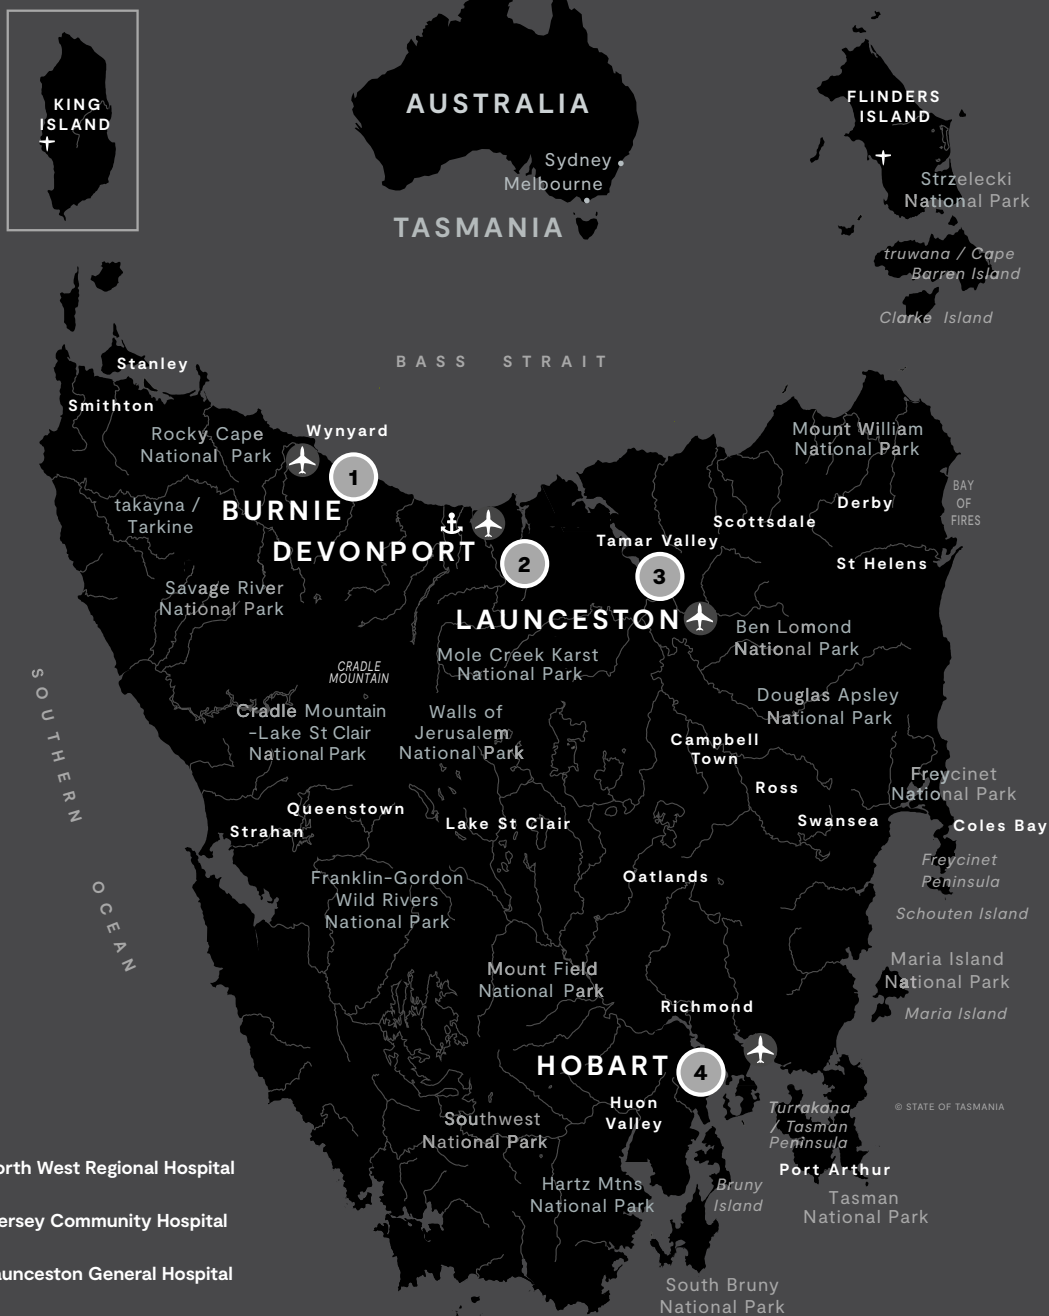 KING
ISLAND
AUSTRALIA
Sydney
Melbourne
TASMANIA
FLINDERS
ISLAND
Strzelecki
National Park
truwana / Cape
Barren Island
Clarke Island
BASS STRAIT
Stanley
Smithton
Rocky Cape
National Park
Wynyard
1
takayna /
Tarkine
BURNIE
DEVONPORT
2
Mount William
National Park
BAY
OF
FIRES
Derby
Scottsdale
Tamar Valley
3
St Helens
Savage River
National Park
LAUNCESTON
Ben Lomond
National Park
Mole Creek Karst
National Park
CRADLE
MOUNTAIN
Cradle Mountain
-Lake St Clair
National Park
Walls of
Jerusalem
National Park
Douglas Apsley
National Park
Campbell
Town
Ross
Freycinet
National Park
Swansea
Coles Bay
SOUTHERN
OCEAN
Queenstown
Strahan
Lake St Clair
Freycinet
Peninsula
Oatlands
Franklin-Gordon
Wild Rivers
National Park
Schouten Island
Mount Field
National Park
Maria Island
National Park
Maria Island
Richmond
HOBART
4
Huon
Valley
Turrakana
/ Tasman
Peninsula
© STATE OF TASMANIA
Southwest
National Park
Port Arthur
Hartz Mtns
National Park
Bruny
Island
Tasman
National Park
South Bruny
National Park
West Regional Hospital
Community Hospital
General Hospital